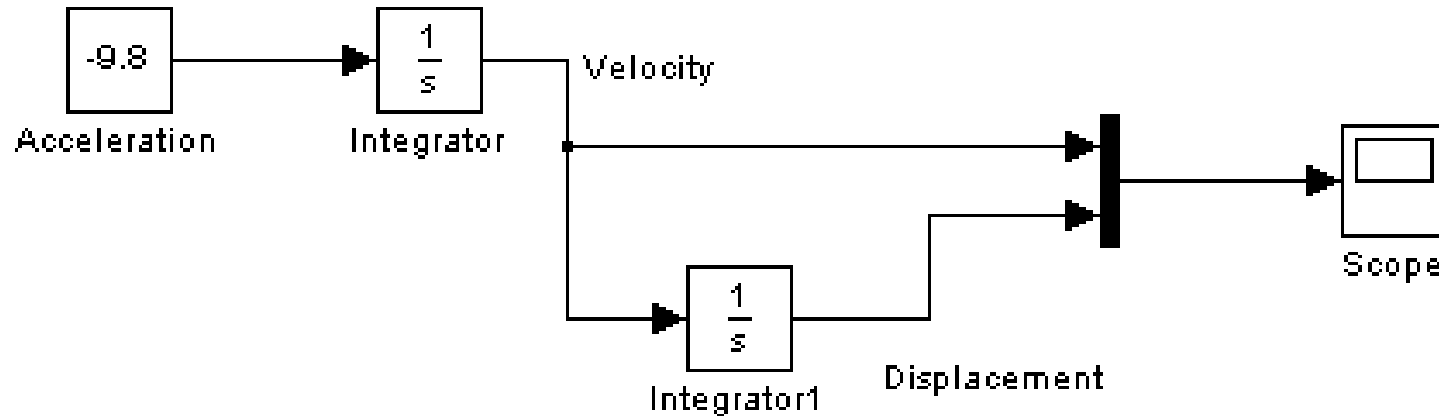 -9.8
Acceleration
1
s
Integrator
Velocity
1
s
Integrator1
Displacement
Scope